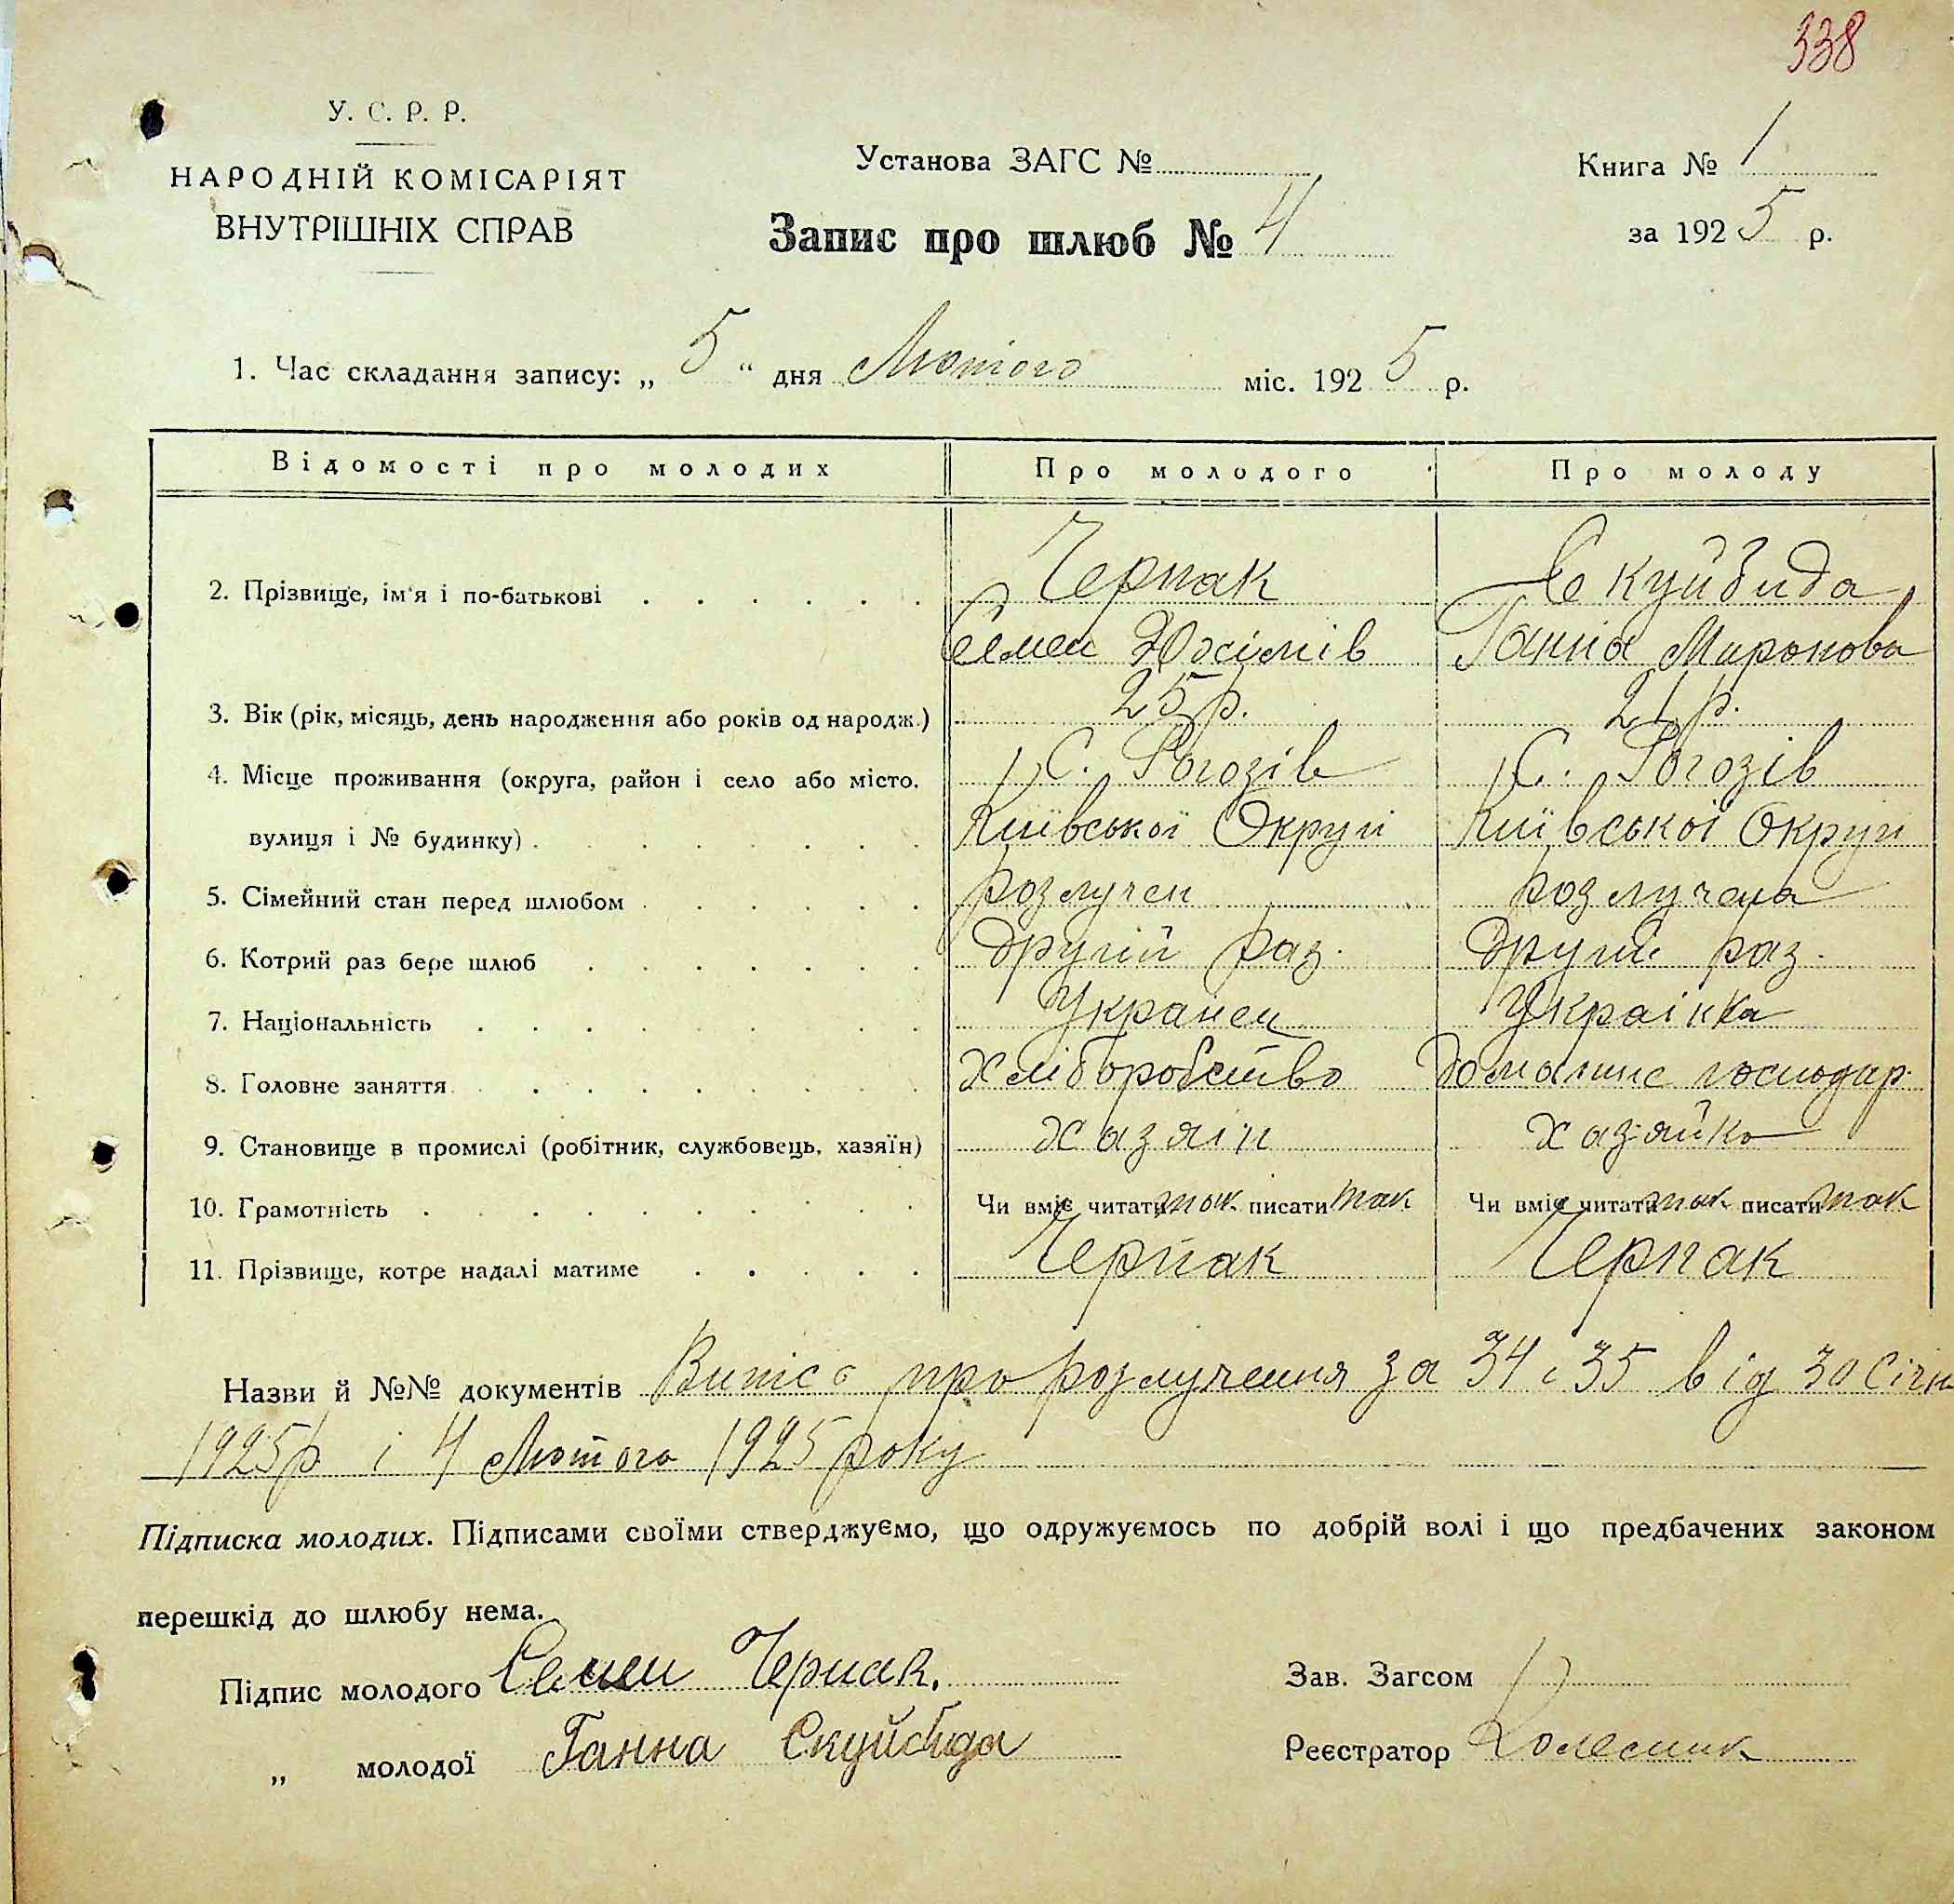 338
У. С. Р. Р.
НАРОДНІЙ КОМІСАРІЯТ
ВНУТРІШНІХ СПРАВ
Установа ЗАГС №
Запис про шлюб № 4
Книга № 1
за 1925 р.
1. Час складання запису: „ 5 “ дня Лютого міс. 1925 р.
Відомості про молодих Про молодого Про молоду
Черпак Скуйбида
2. Прізвище, ім'я і по-батькові
Семен Юхимів Ганна Миронова
3. Вік (рік, місяць, день народження або років од народж.) 25 р. 21 р.
4. Місце проживання (округа, район і село або місто, С. Рогозів С. Рогозів
вулиця і № будинку) Київської Округи Київської Округи
5. Сімейний стан перед шлюбом розлучен розлучена
6. Котрий раз бере шлюб другий раз. другий раз.
7. Національність Українец Українка
8. Головне заняття хліборобство домашнє господар.
9. Становище в промислі (робітник, службовець, хазяїн) хазяїн хазяйка
10. Грамотність Чи вміє читати так писати так Чи вміє читати так писати так
11. Прізвище, котре надалі матиме Черпак Черпак
Назви й №№ документів про розлучення за 34 і 35 від 30 Січн
1925 р. і 4 Лютого 1925 року
Підписка молодих. Підписами своїми стверджуємо, що одружуємось по добрій волі і що предбачених законом
перешкід до шлюбу нема.
Підпис молодого Семен Черпак.
„ молодої Ганна Скуйбида
Зав. Загсом
Реєстратор Колесник